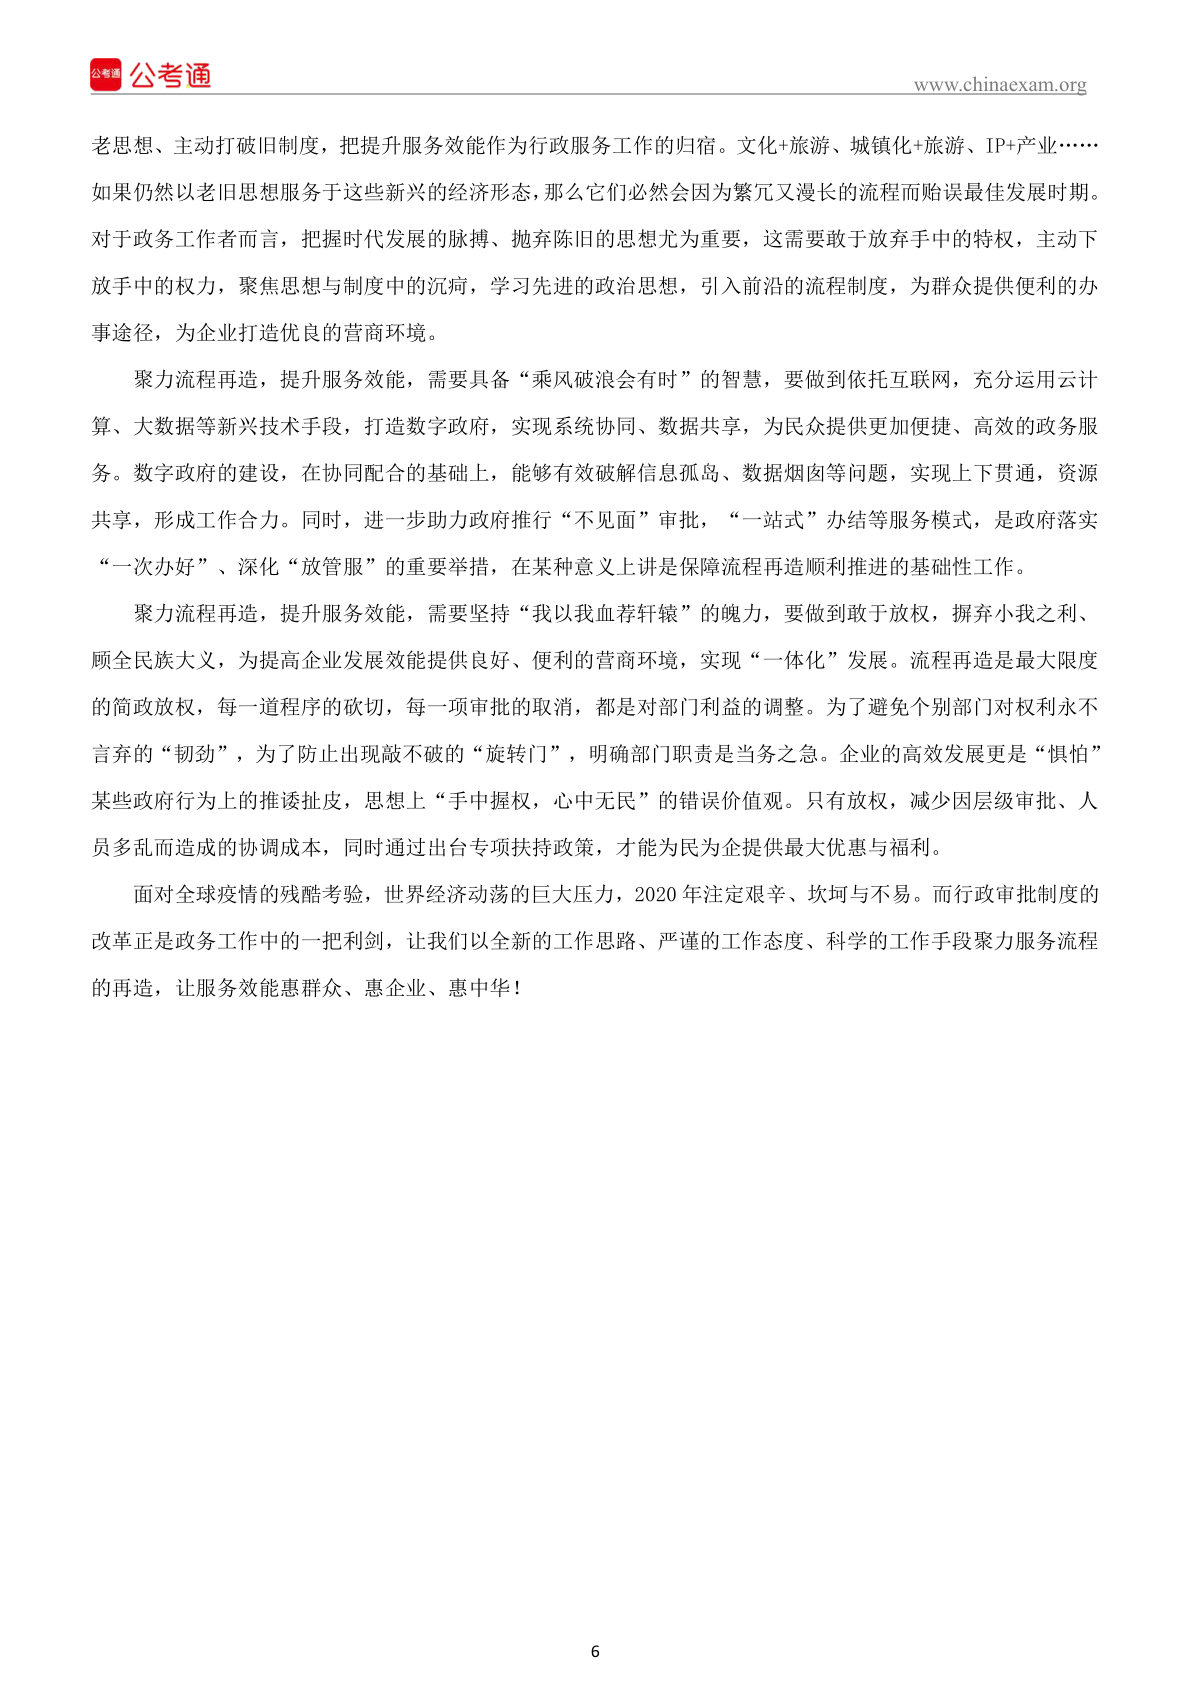 公考通 公考通
www.chinaexam.org
老思想、主动打破旧制度，把提升服务效能作为行政服务工作的归宿。文化+旅游、城镇化+旅游、IP+产业……
如果仍然以老旧思想服务于这些新兴的经济形态，那么它们必然会因为繁冗又漫长的流程而贻误最佳发展时期。
对于政务工作者而言，把握时代发展的脉搏、抛弃陈旧的思想尤为重要，这需要敢于放弃手中的特权，主动下
放手中的权力，聚焦思想与制度中的沉疴，学习先进的政治思想，引入前沿的流程制度，为群众提供便利的办
事途径，为企业打造优良的营商环境。
聚力流程再造，提升服务效能，需要具备“乘风破浪会有时”的智慧，要做到依托互联网，充分运用云计
算、大数据等新兴技术手段，打造数字政府，实现系统协同、数据共享，为民众提供更加便捷、高效的政务服
务。数字政府的建设，在协同配合的基础上，能够有效破解信息孤岛、数据烟囱等问题，实现上下贯通，资源
共享，形成工作合力。同时，进一步助力政府推行“不见面”审批，“一站式”办结等服务模式，是政府落实
“一次办好”、深化“放管服”的重要举措，在某种意义上讲是保障流程再造顺利推进的基础性工作。
聚力流程再造，提升服务效能，需要坚持“我以我血荐轩辕”的魄力，要做到敢于放权，摒弃小我之利、
顾全民族大义，为提高企业发展效能提供良好、便利的营商环境，实现“一体化”发展。流程再造是最大限度
的简政放权，每一道程序的砍切，每一项审批的取消，都是对部门利益的调整。为了避免个别部门对权利永不
言弃的“韧劲”，为了防止出现敲不破的“旋转门”，明确部门职责是当务之急。企业的高效发展更是“惧怕”
某些政府行为上的推诿扯皮，思想上“手中握权，心中无民”的错误价值观。只有放权，减少因层级审批、人
员多乱而造成的协调成本，同时通过出台专项扶持政策，才能为民为企提供最大优惠与福利。
面对全球疫情的残酷考验，世界经济动荡的巨大压力，2020年注定艰辛、坎坷与不易。而行政审批制度的
改革正是政务工作中的一把利剑，让我们以全新的工作思路、严谨的工作态度、科学的工作手段聚力服务流程
的再造，让服务效能惠群众、惠企业、惠中华！
6